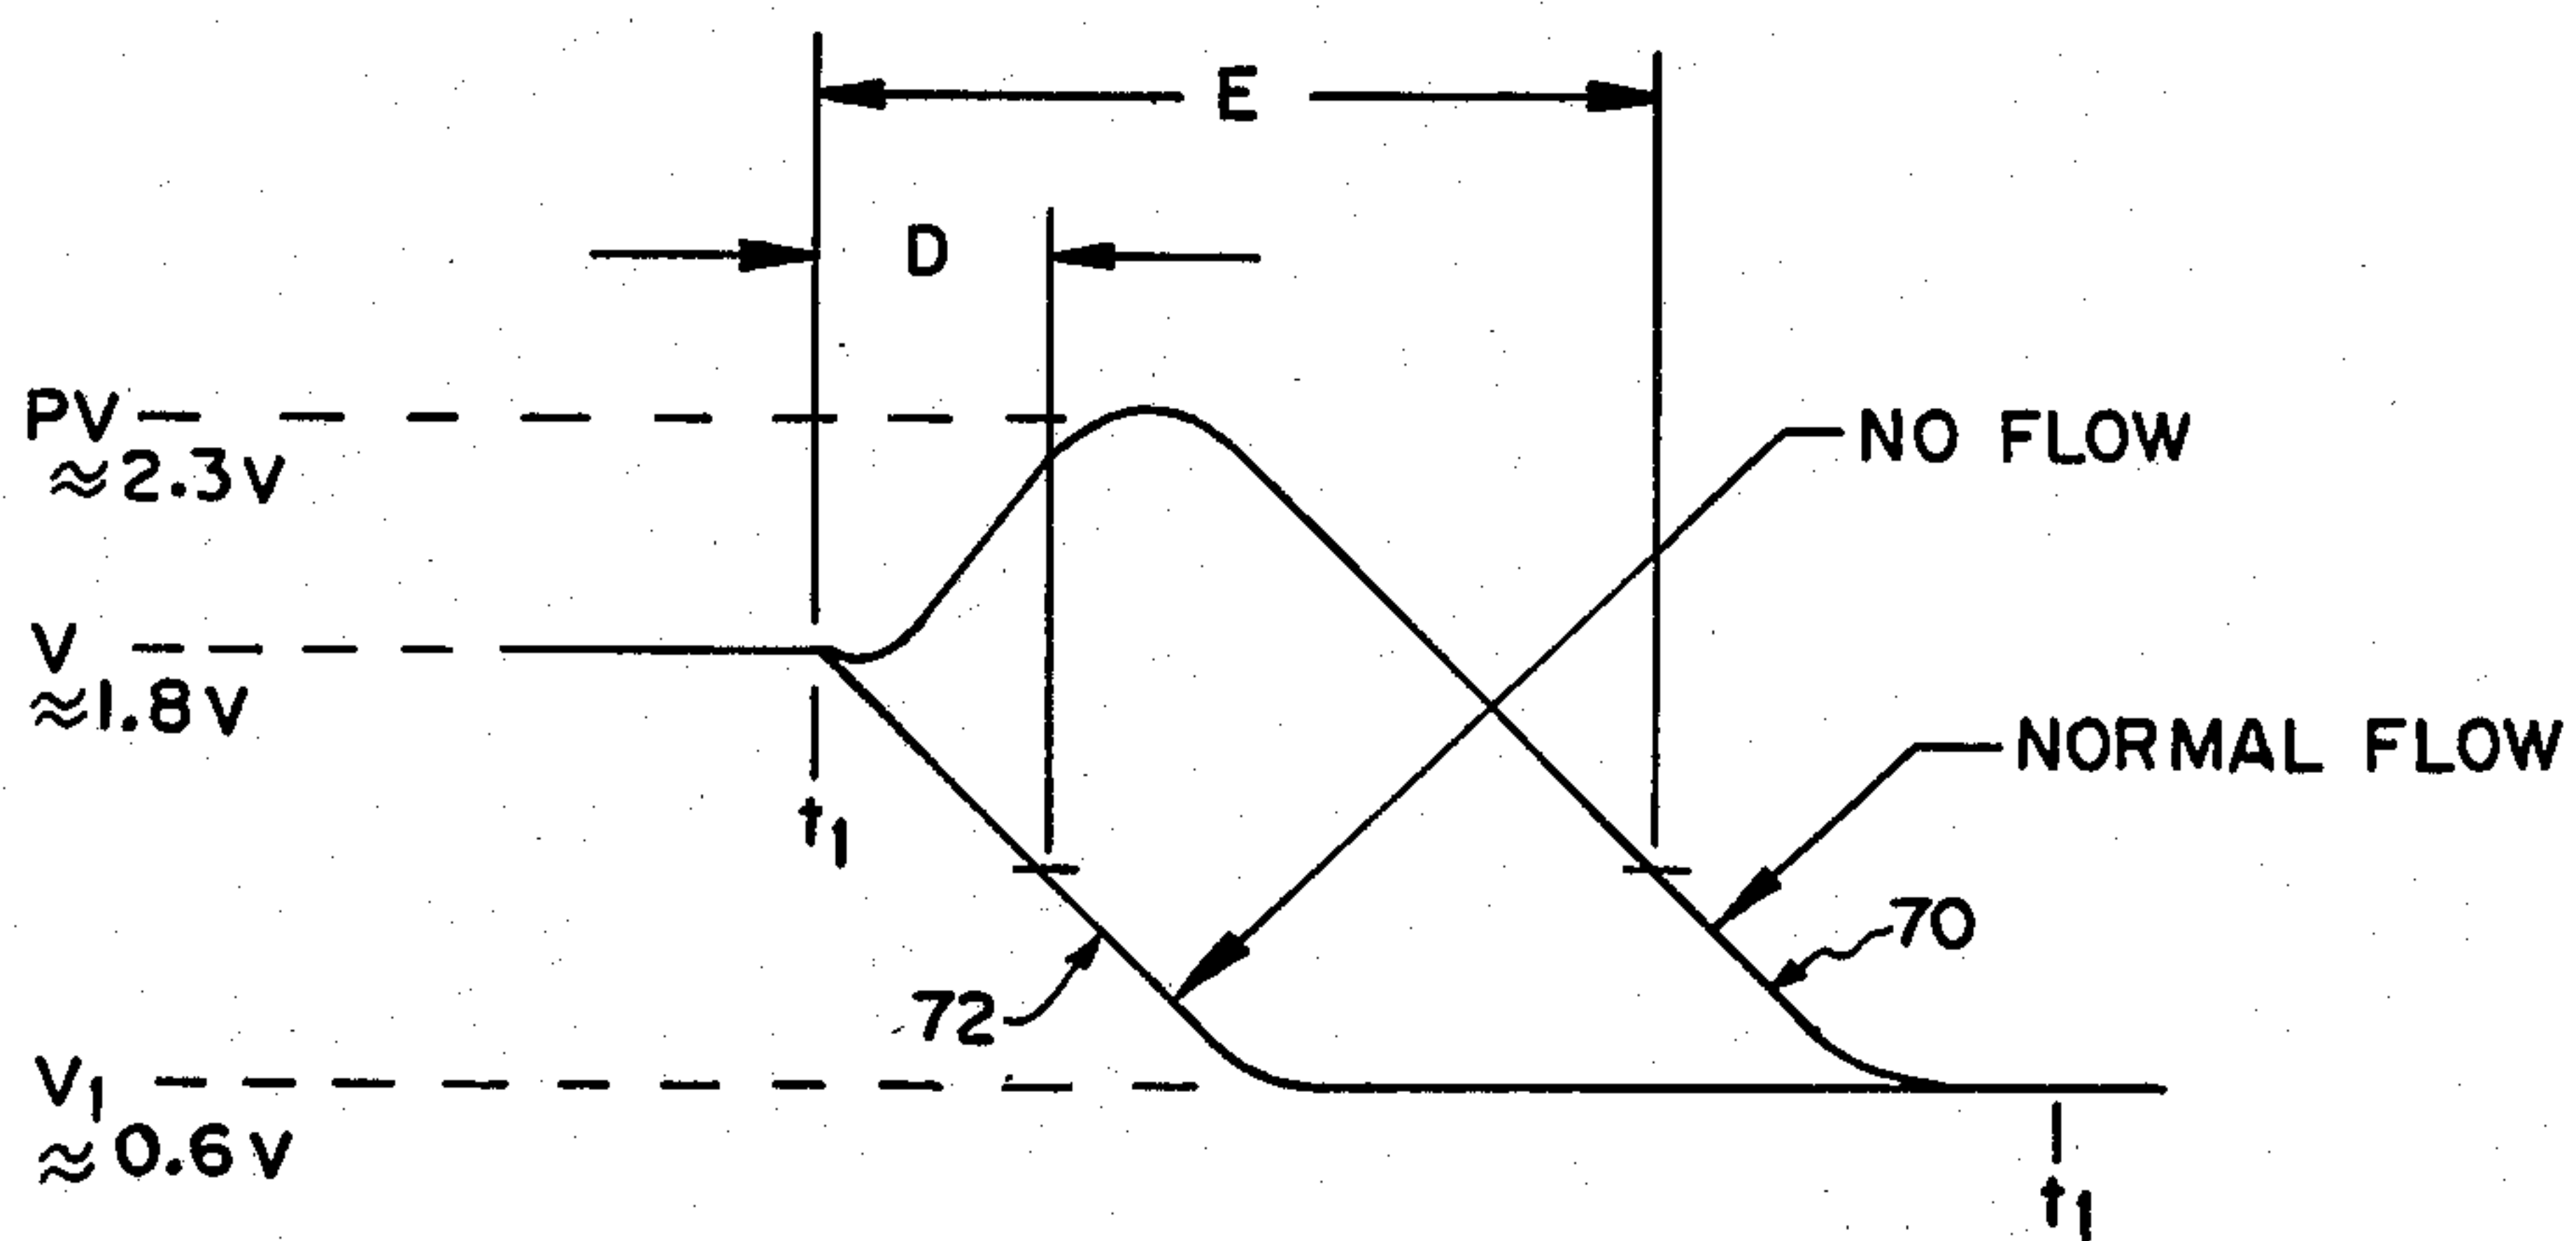 E
D
PV
≈2.3V
NO FLOW
V
≈1.8V
NORMAL FLOW
t₁
70
72
V₁
≈0.6V
t₁